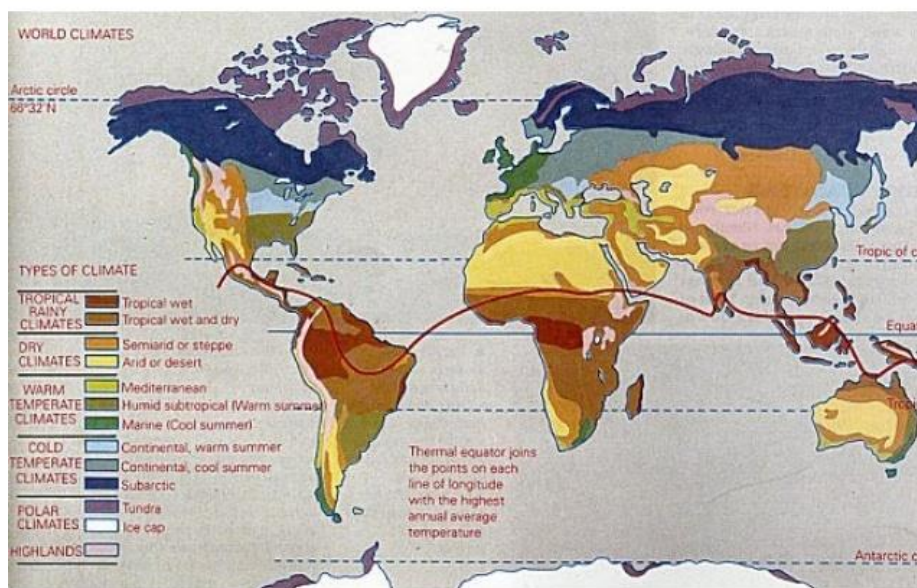 WORLD CLIMATES
Arctic circle
66°32'N
Tropic of c
Equa
Tropic
Antarctic c
TYPES OF CLIMATE
TROPICAL RAINY CLIMATES
Tropical wet
Tropical wet and dry
DRY CLIMATES
Semiarid or steppe
Arid or desert
WARM TEMPERATE CLIMATES
Mediterranean
Humid subtropical (Warm summer)
Marine (Cool summer)
COLD TEMPERATE CLIMATES
Continental, warm summer
Continental, cool summer
Subarctic
POLAR CLIMATES
Tundra
Ice cap
HIGHLANDS
Thermal equator joins
the points on each
line of longitude
with the highest
annual average
temperature